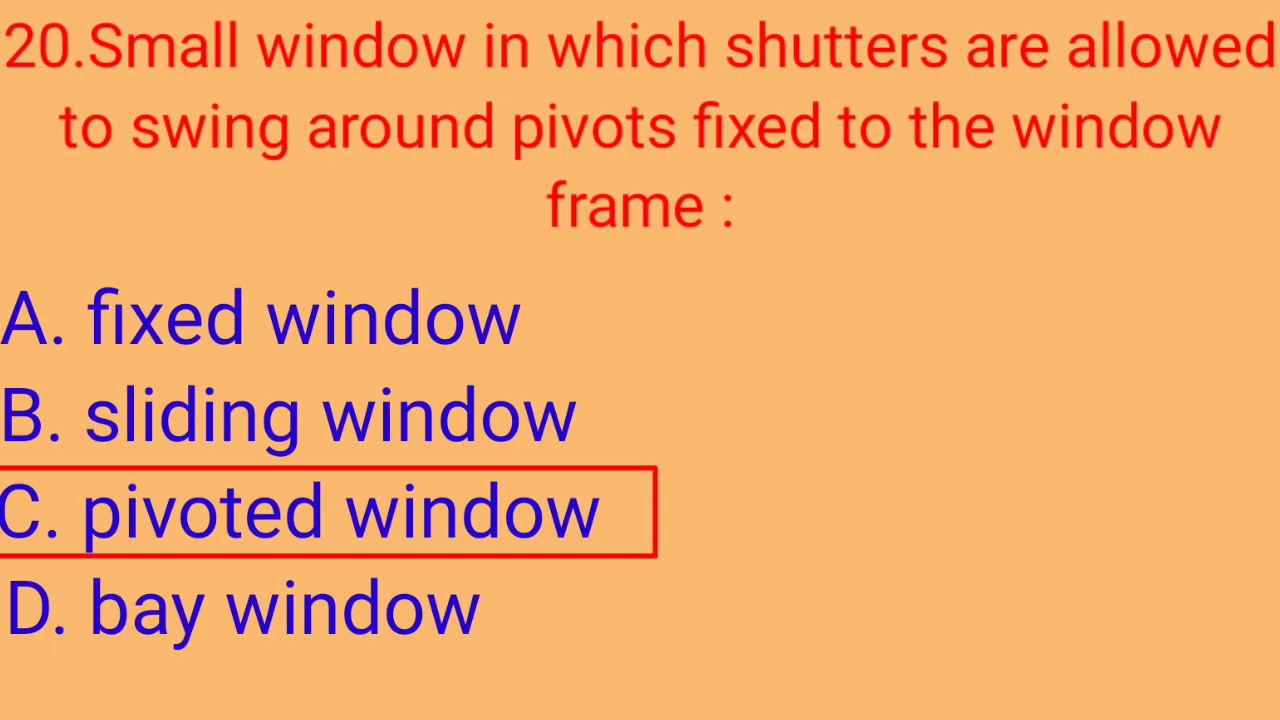 20.Small window in which shutters are allowed
to swing around pivots fixed to the window
frame :
A. fixed window
B. sliding window
C. pivoted window
D. bay window